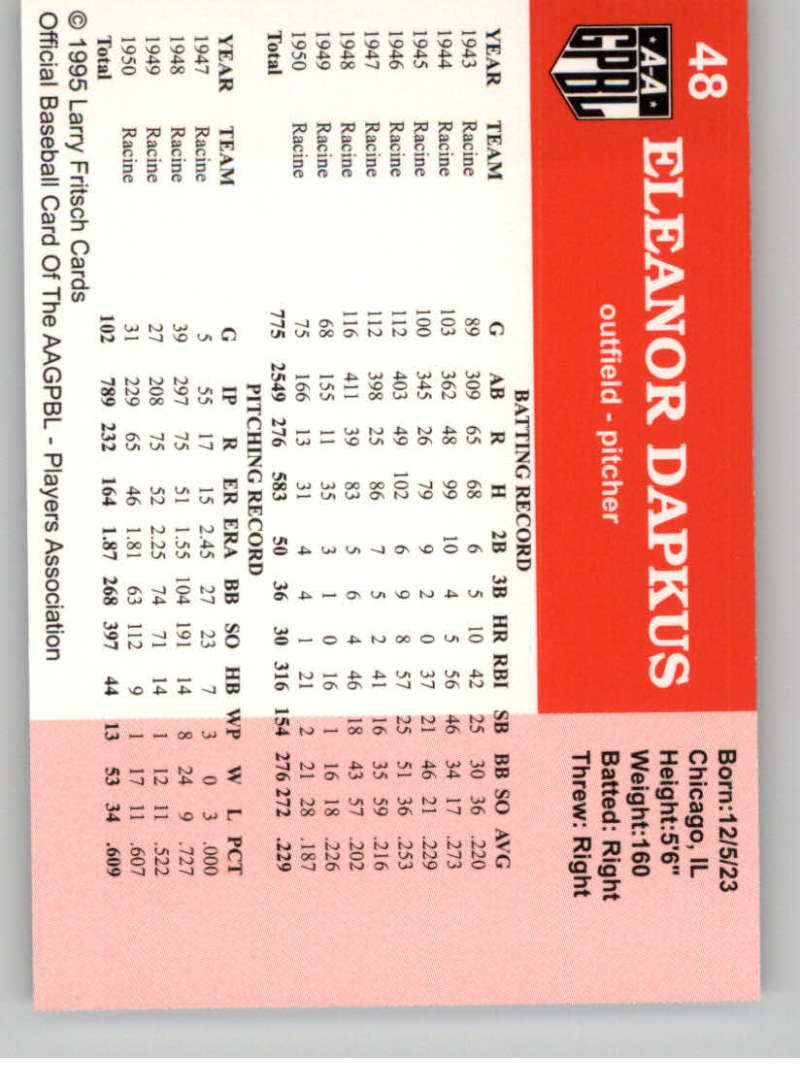 48
ELEANOR DAPKUS
A-A
GPBL
outfield - pitcher
Born:12/5/23
Chicago, IL
Height:5'6"
Weight:160
Batted: Right
Threw: Right
BATTING RECORD
YEAR TEAM G AB R H 2B 3B HR RBI SB BB SO AVG
1943 Racine 89 309 65 68 6 5 10 42 25 30 36 .220
1944 Racine 103 362 48 99 10 4 5 56 46 34 17 .273
1945 Racine 100 345 26 79 9 2 0 37 21 46 21 .229
1946 Racine 112 403 49 102 6 9 8 57 25 51 36 .253
1947 Racine 112 398 25 86 7 5 2 41 16 35 59 .216
1948 Racine 116 411 39 83 5 6 4 46 18 43 57 .202
1949 Racine 68 155 11 35 3 1 0 16 1 16 18 .226
1950 Racine 75 166 13 31 4 4 1 21 2 21 28 .187
Total 775 2549 276 583 50 36 30 316 154 276 272 .229
PITCHING RECORD
YEAR TEAM G IP R ER ERA BB SO HB WP W L PCT
1947 Racine 5 55 17 15 2.45 27 23 7 3 0 3 .000
1948 Racine 39 297 75 51 1.55 104 191 14 8 24 9 .727
1949 Racine 27 208 75 52 2.25 74 71 14 1 12 11 .522
1950 Racine 31 229 65 46 1.81 63 112 9 1 17 11 .607
Total 102 789 232 164 1.87 268 397 44 13 53 34 .609
© 1995 Larry Fritsch Cards
Official Baseball Card Of The AAGPBL - Players Association